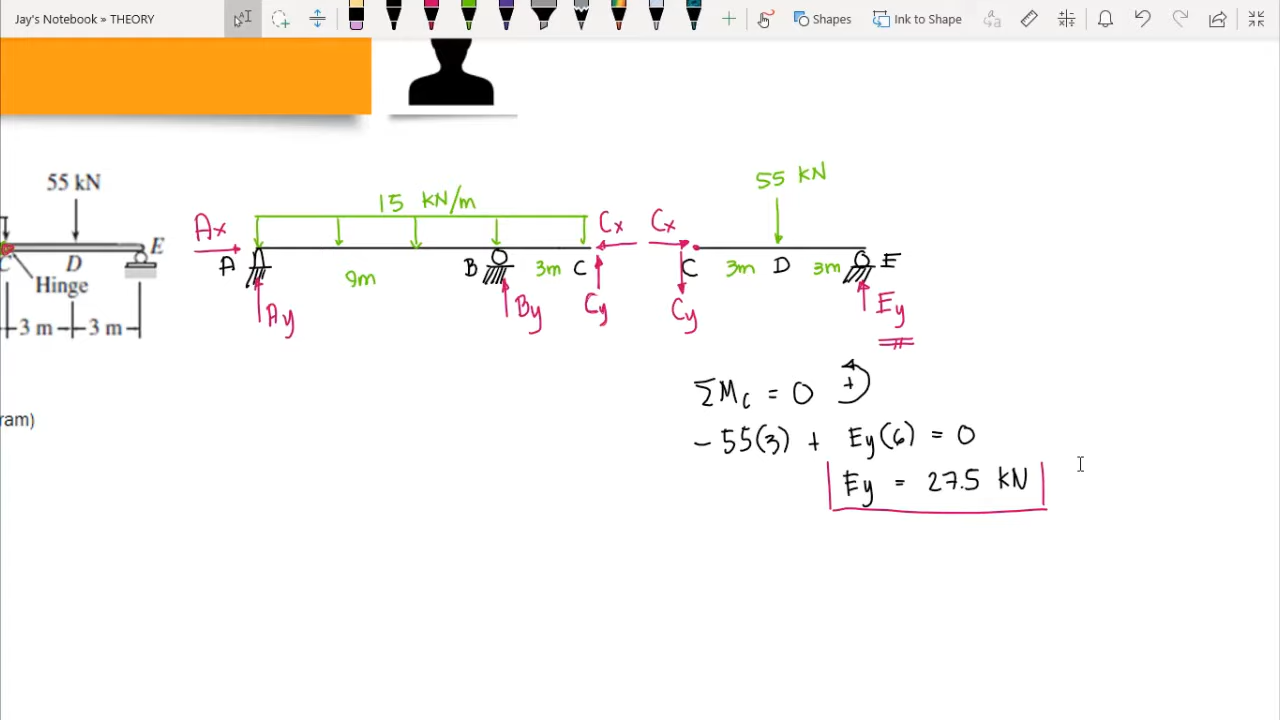 Jay's Notebook » THEORY
Shapes
Ink to Shape
55 kN
C
D
E
Hinge
3 m
3 m
ram)
15 KN/m
Ax
A
Ay
9m
B
By
3m
C
Cx
Cy
Cx
C
Cy
55 KN
3m
D
3m
E
Ey
ΣMC = 0 +
- 55(3) + Ey(6) = 0
Ey = 27.5 KN